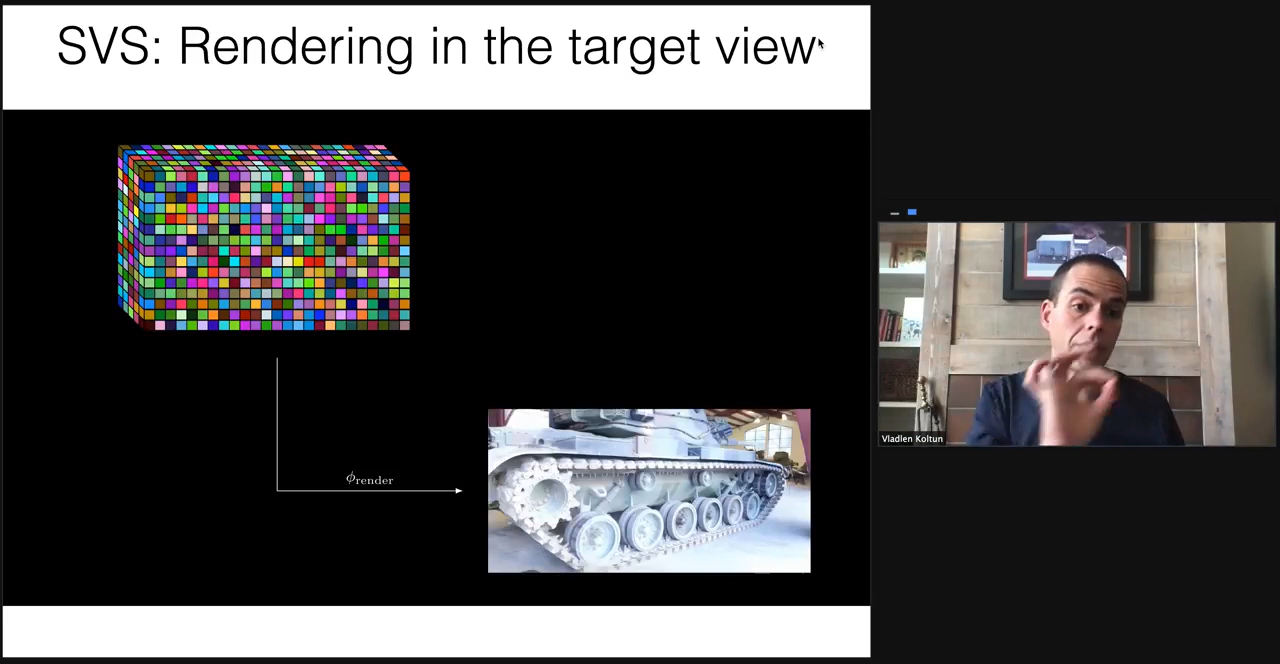 SVS: Rendering in the target view
ϕrender
Vladlen Koltun